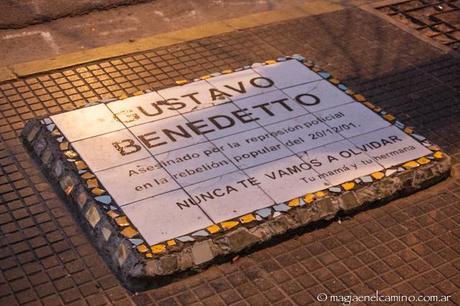 GUSTAVO
BENEDETTO
Asesinado por la represión policial
en la rebelión popular del 20/12/01.
NUNCA TE VAMOS A OLVIDAR
Tu mamá y tu hermana
© magiaenelcamino.com.ar